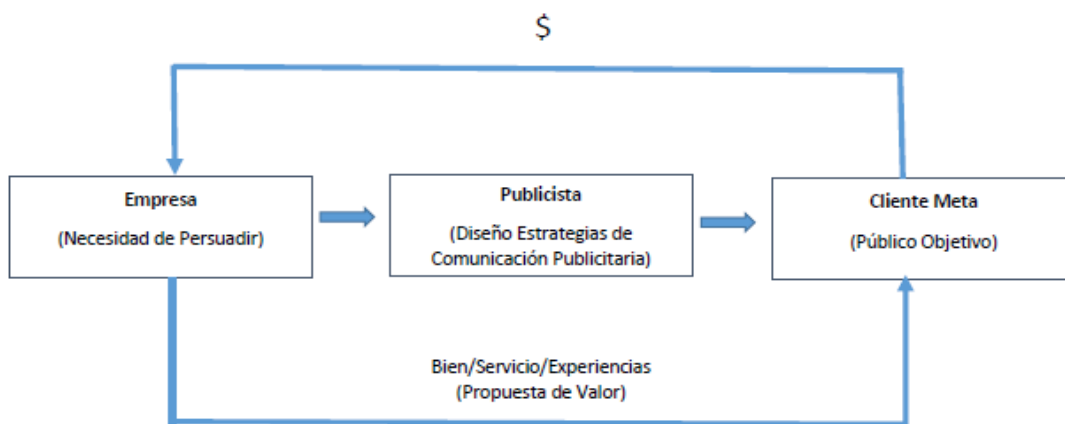 $
Empresa
(Necesidad de Persuadir)
Publicista
(Diseño Estrategias de
Comunicación Publicitaria)
Cliente Meta
(Público Objetivo)
Bien/Servicio/Experiencias
(Propuesta de Valor)